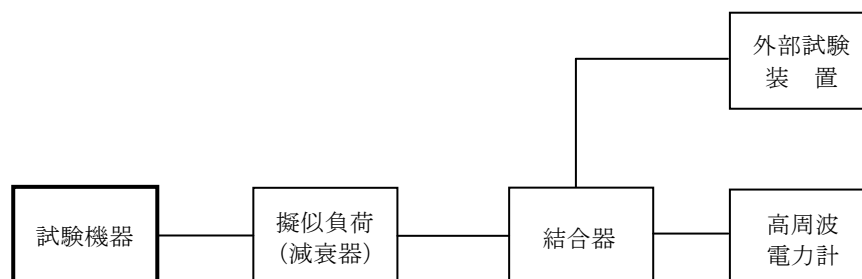 外部試験
装 置
試験機器
擬似負荷
(減衰器)
結合器
高周波
電力計